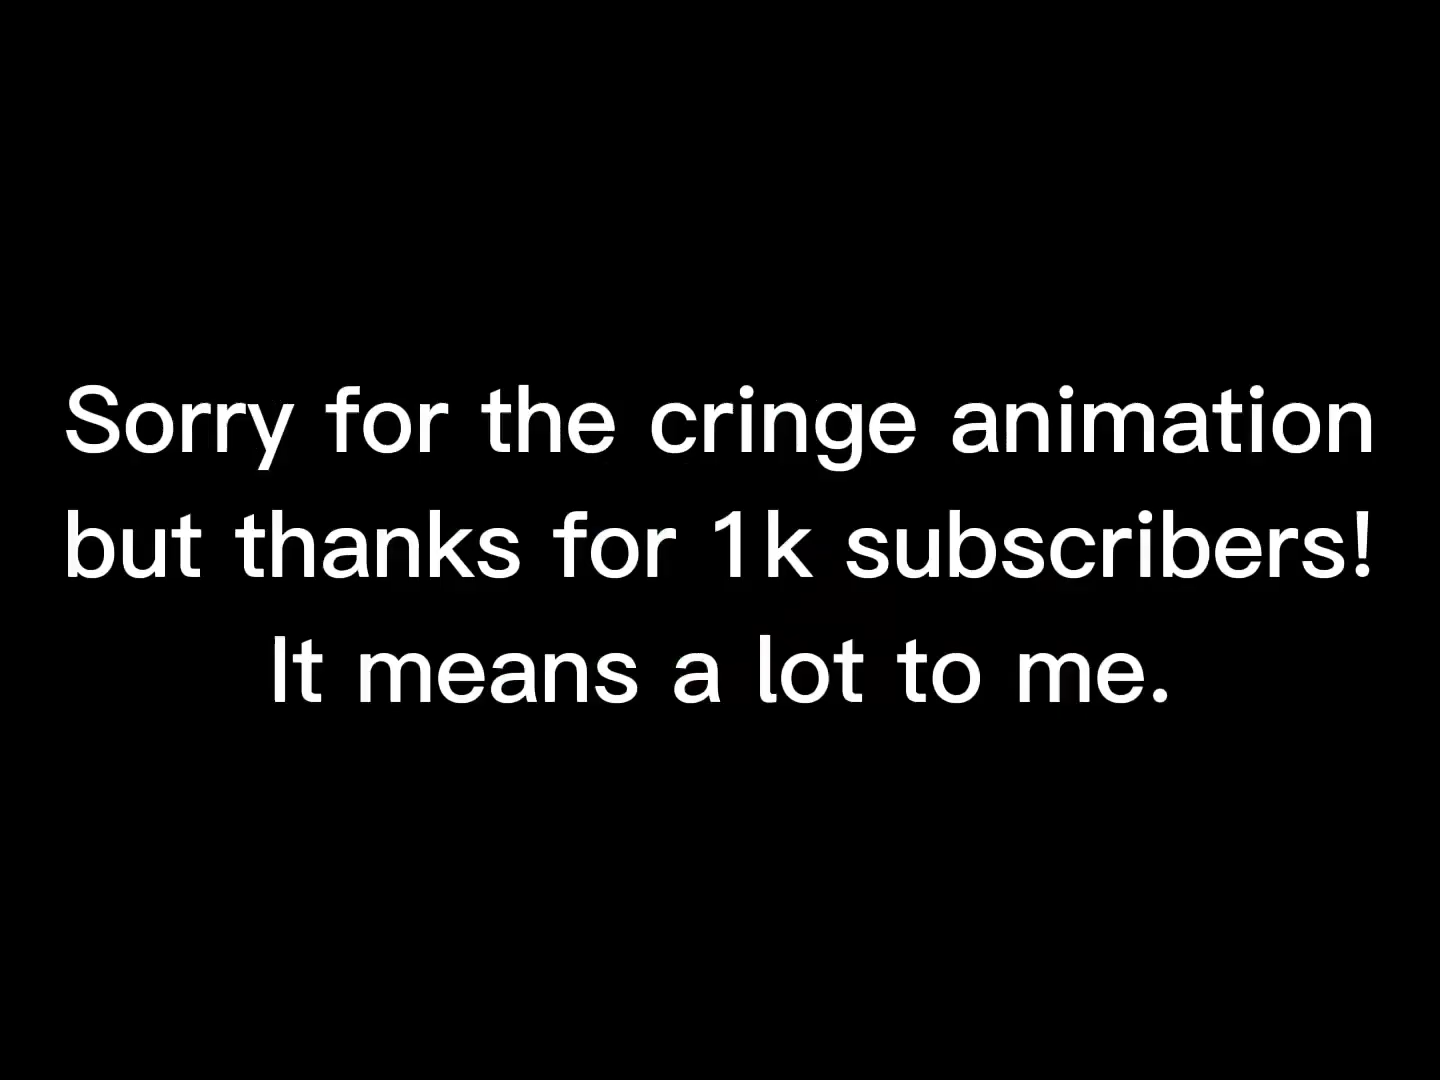 Sorry for the cringe animation
but thanks for 1k subscribers!
It means a lot to me.